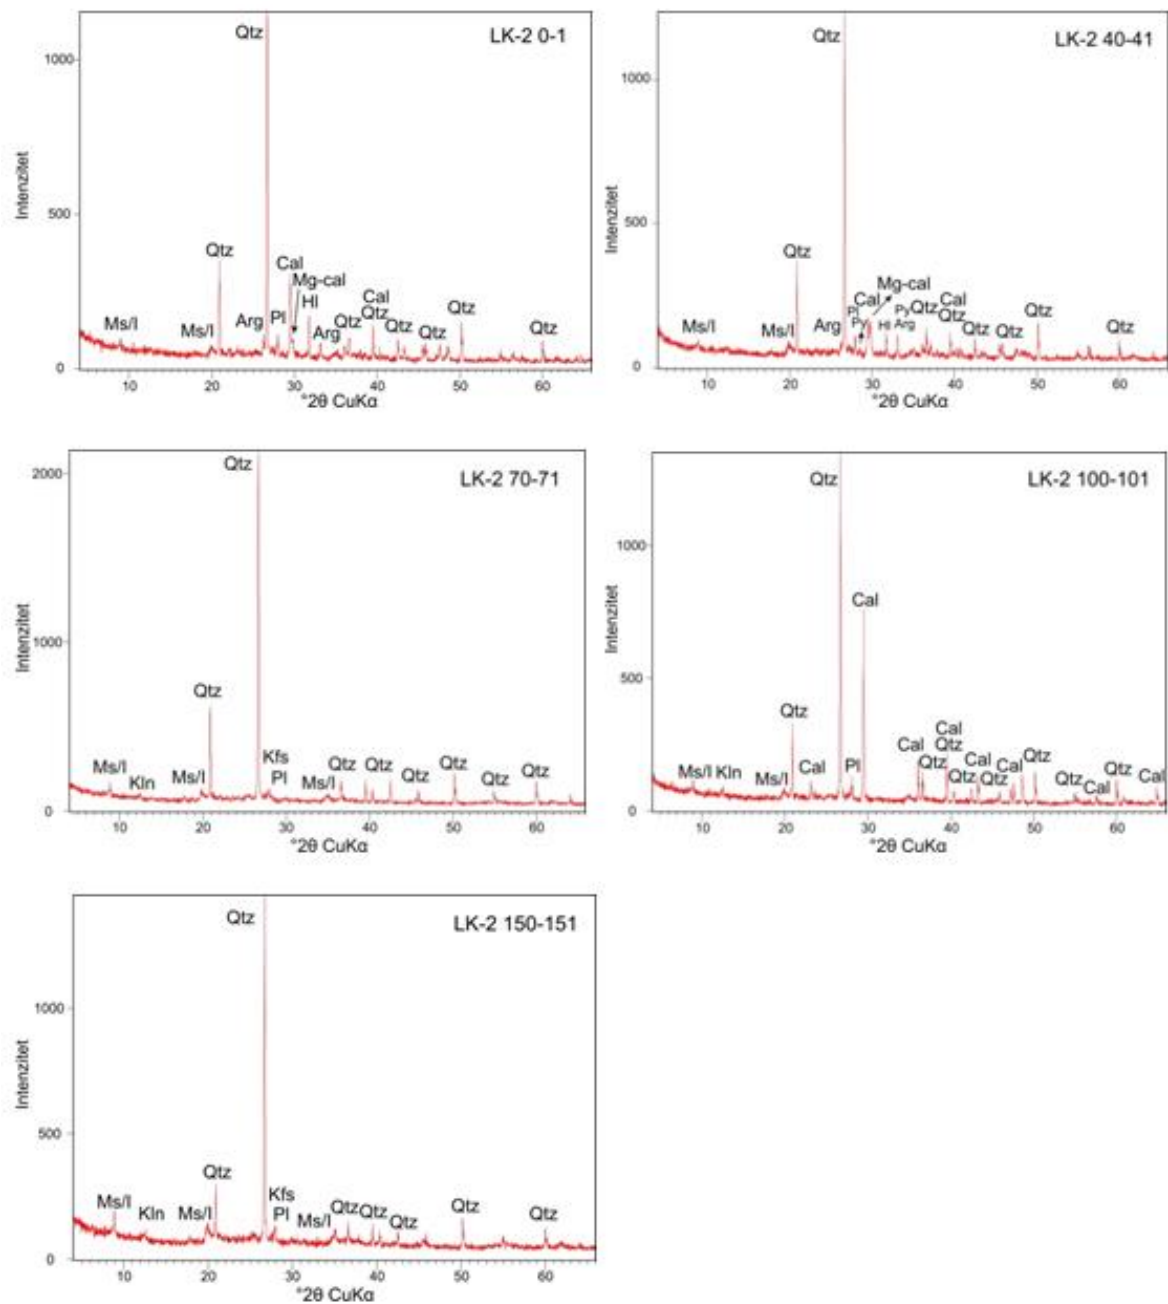 LK-2 0-1
Qtz
1000
Intenzitet
500
Qtz
Cal
Mg-cal
Hl
Cal
Qtz
Qtz
Ms/I
Ms/I
Arg
Pl
Arg
Qtz
Qtz
Qtz
Qtz
0
10 20 30 40 50 60
°2θ CuKα
LK-2 40-41
Qtz
1000
Intenzitet
500
Qtz
Mg-cal
Cal
Pl
Py
Py
Arg
Hl
Qtz
Cal
Qtz
Qtz
Ms/I
Ms/I
Arg
Qtz
Qtz
Qtz
0
10 20 30 40 50 60
°2θ CuKα
LK-2 70-71
2000
Qtz
Intenzitet
1000
Qtz
Kfs
Pl
Ms/I
Kln
Ms/I
Ms/I
Qtz
Qtz
Qtz
Qtz
Qtz
Qtz
0
10 20 30 40 50 60
°2θ CuKα
LK-2 100-101
Qtz
1000
Intenzitet
Cal
500
Qtz
Cal
Qtz
Cal
Qtz
Cal
Cal
Qtz
Ms/I
Kln
Ms/I
Cal
Pl
Qtz
Qtz
Qtz
Cal
Qtz
Cal
0
10 20 30 40 50 60
°2θ CuKα
LK-2 150-151
Qtz
1000
Intenzitet
500
Qtz
Kfs
Pl
Ms/I
Kln
Ms/I
Ms/I
Qtz
Qtz
Qtz
Qtz
Qtz
0
10 20 30 40 50 60
°2θ CuKα